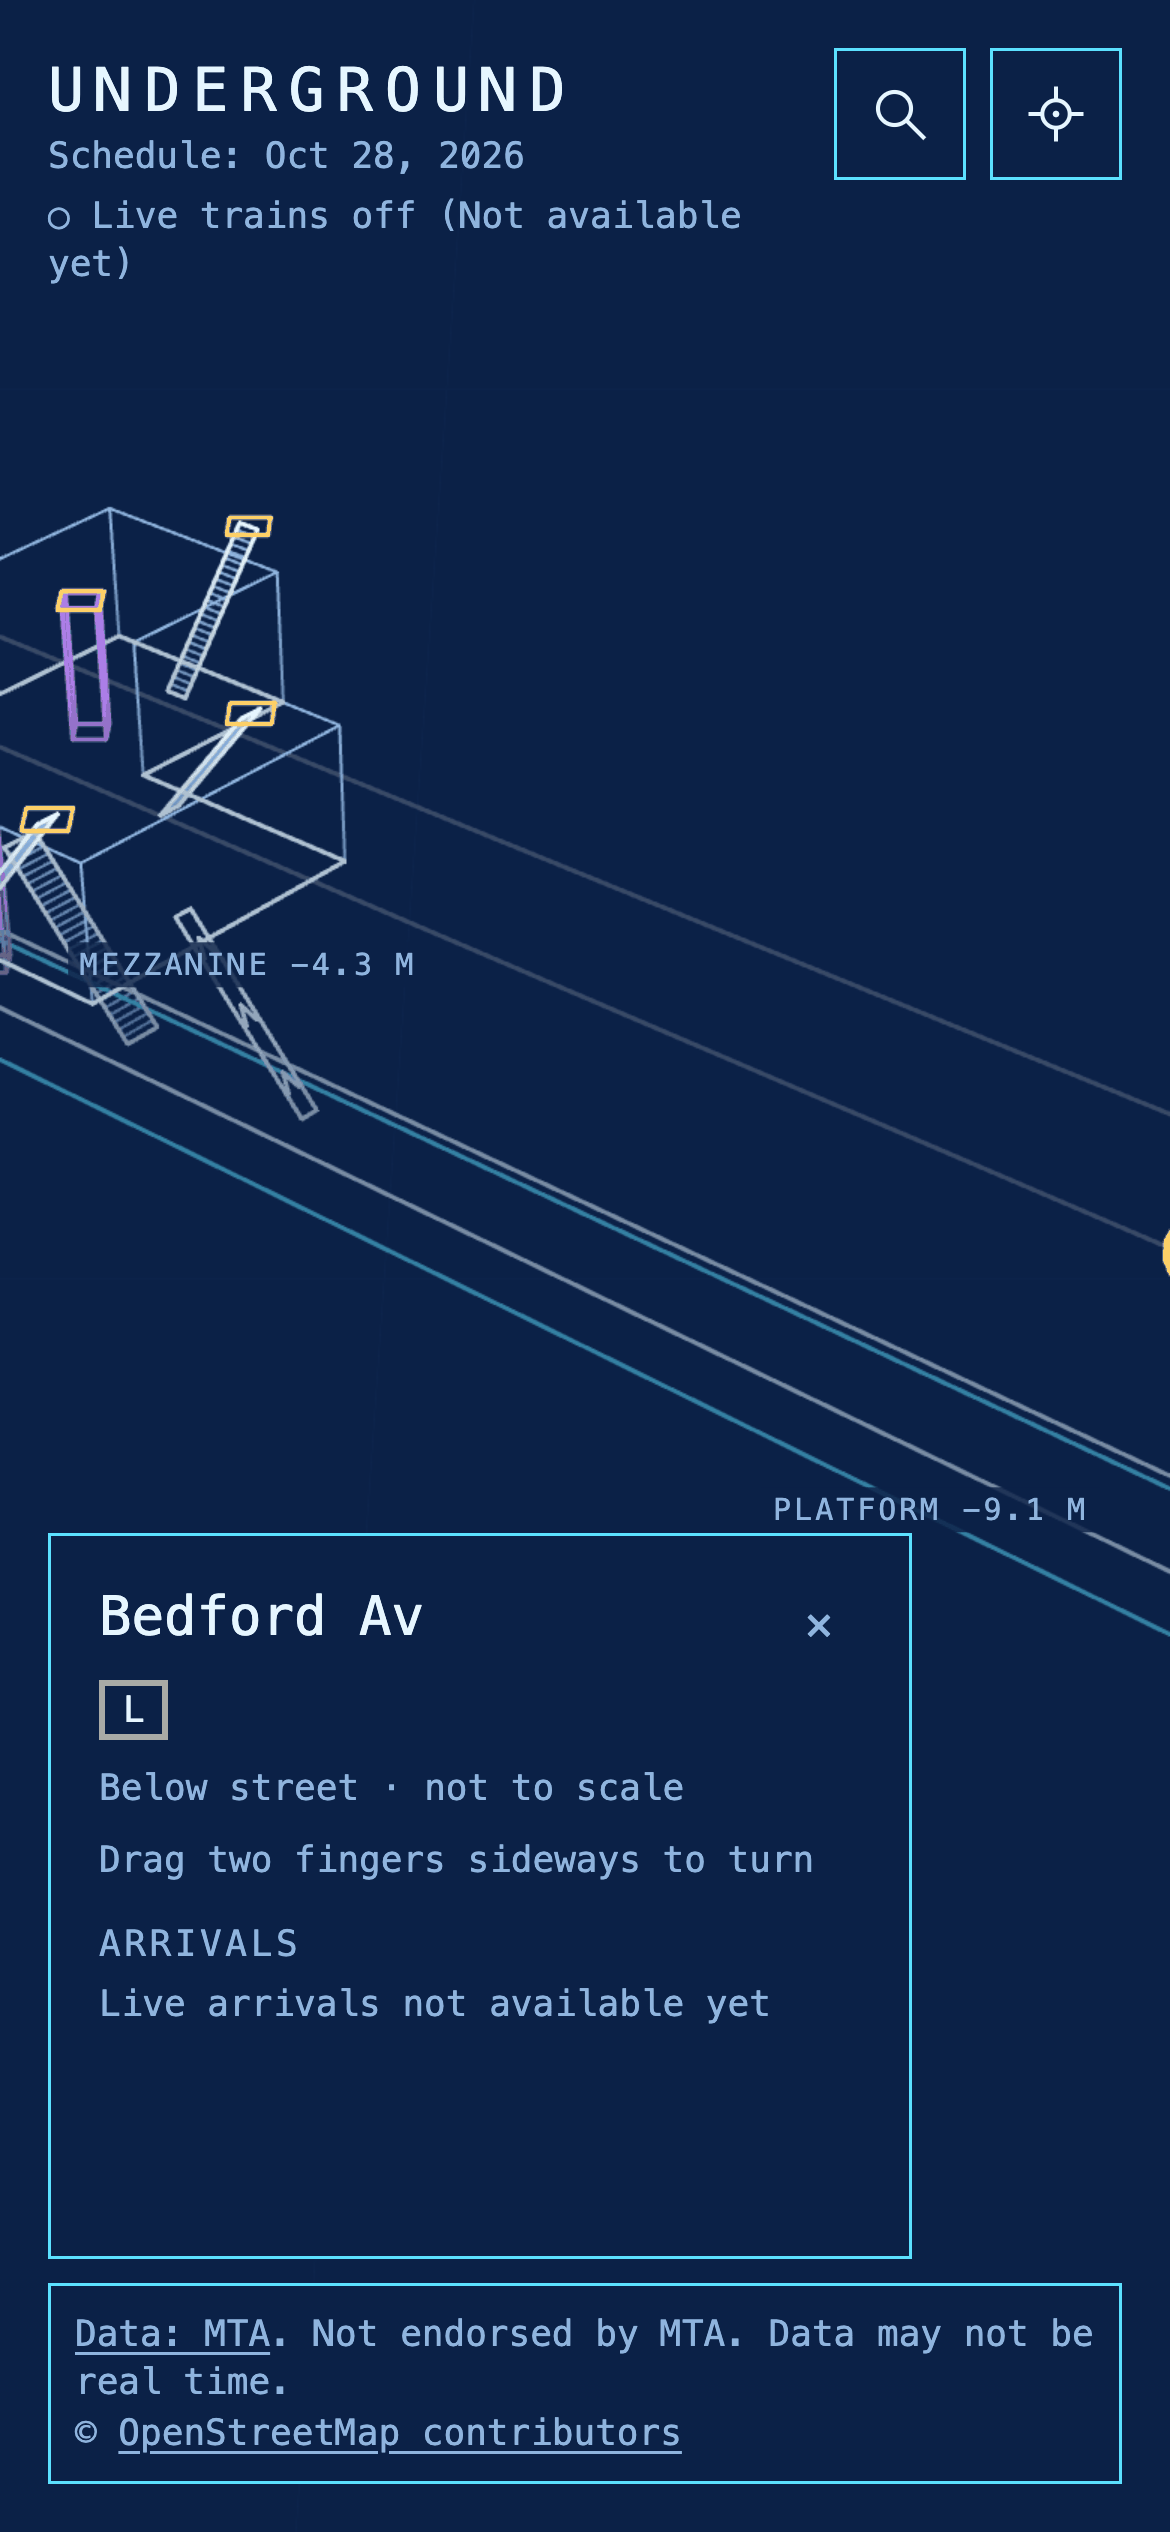 UNDERGROUND
Schedule: Oct 28, 2026
○ Live trains off (Not available
yet)
MEZZANINE −4.3 M
PLATFORM −9.1 M
Bedford Av
×
L
Below street · not to scale
Drag two fingers sideways to turn
ARRIVALS
Live arrivals not available yet
Data: MTA. Not endorsed by MTA. Data may not be
real time.
© OpenStreetMap contributors